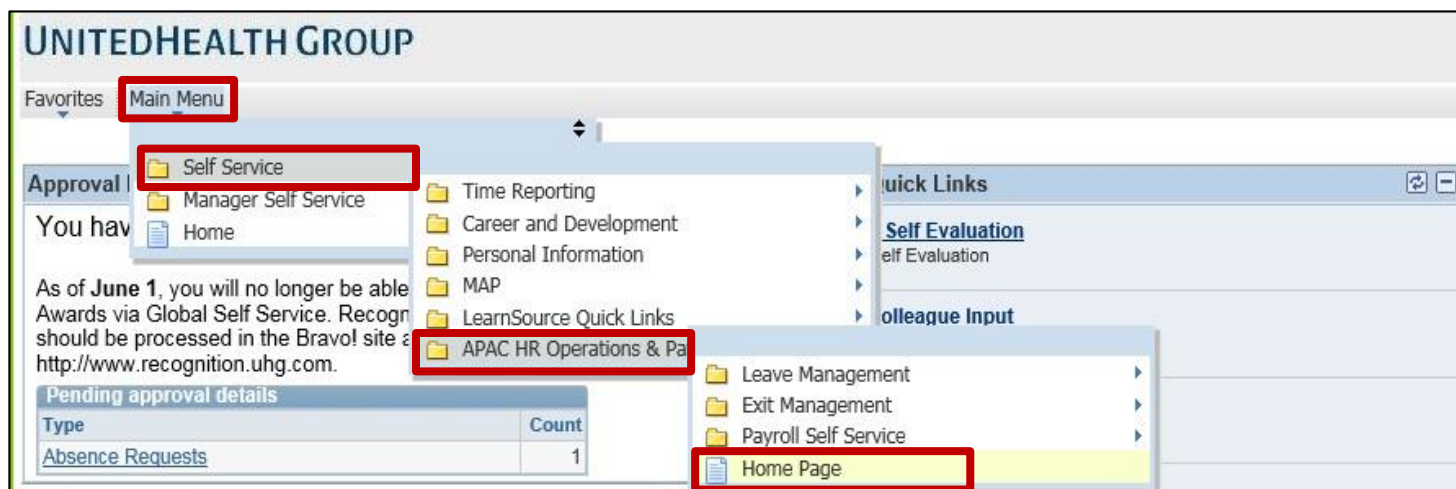 UNITEDHEALTH GROUP
Favorites Main Menu
Self Service
Manager Self Service
Home
Time Reporting
Career and Development
Personal Information
MAP
LearnSource Quick Links
APAC HR Operations & Pa
Leave Management
Exit Management
Payroll Self Service
Home Page
Approval
You hav
As of June 1, you will no longer be able
Awards via Global Self Service. Recogn
should be processed in the Bravo! site a
http://www.recognition.uhg.com.
Pending approval details
Type Count
Absence Requests 1
uick Links
Self Evaluation
elf Evaluation
olleague Input